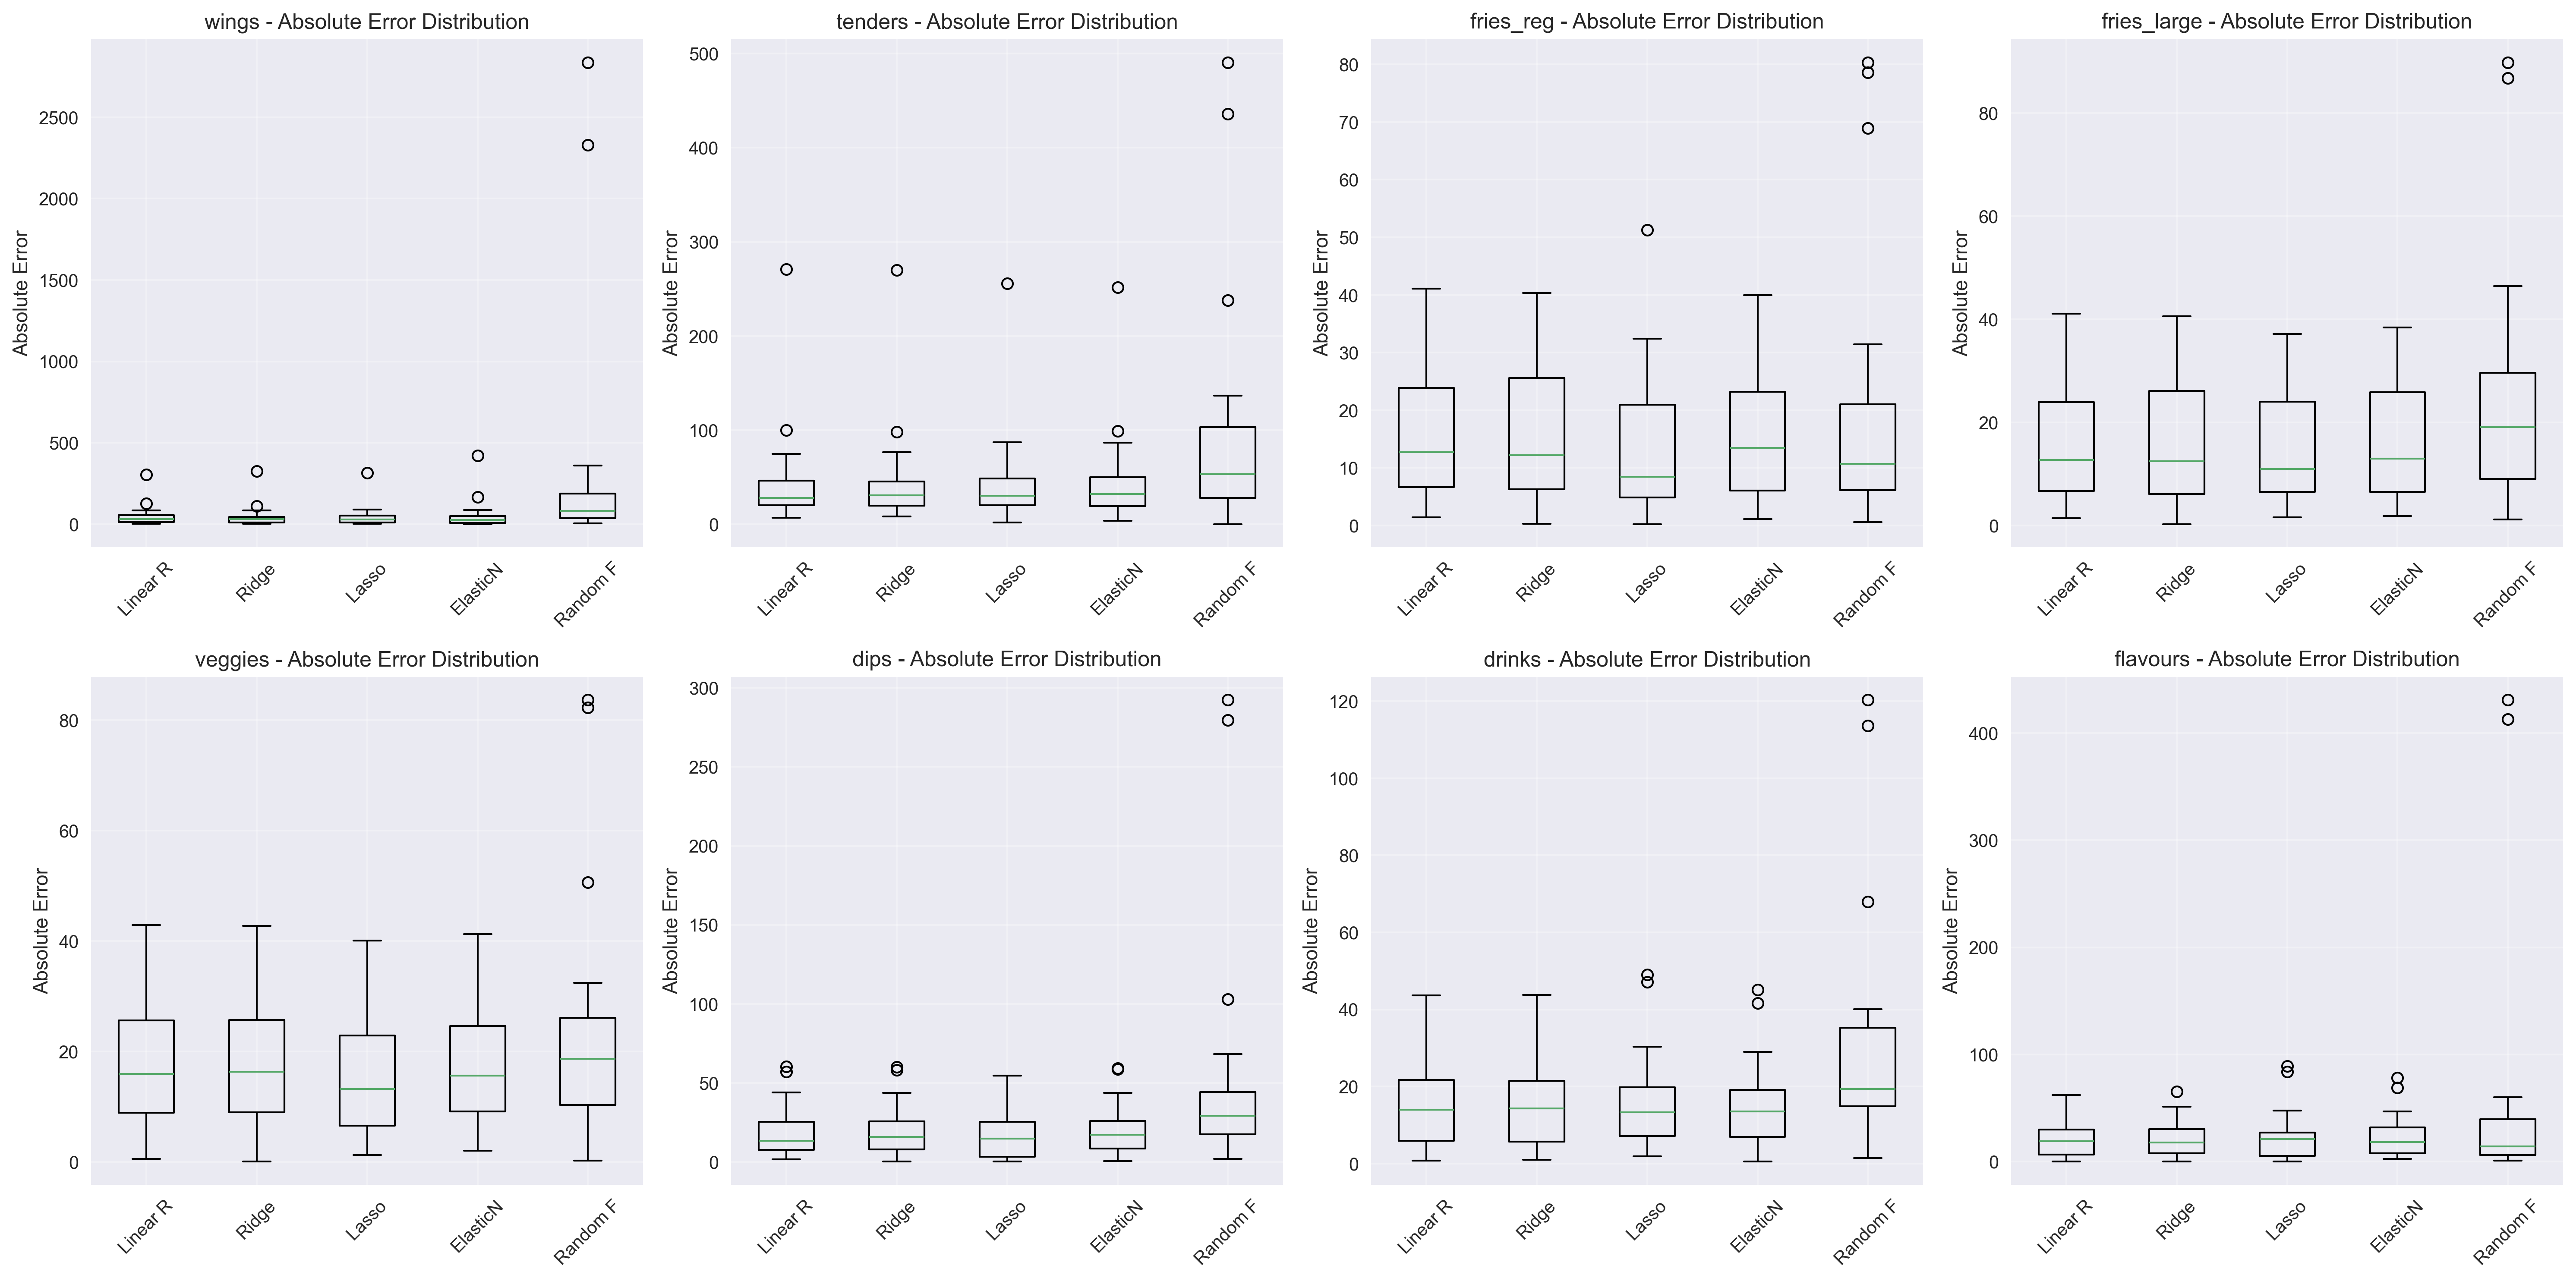 wings - Absolute Error Distribution
Absolute Error
2500
2000
1500
1000
500
0
Linear R
Ridge
Lasso
ElasticN
Random F
tenders - Absolute Error Distribution
Absolute Error
500
400
300
200
100
0
Linear R
Ridge
Lasso
ElasticN
Random F
fries_reg - Absolute Error Distribution
Absolute Error
80
70
60
50
40
30
20
10
0
Linear R
Ridge
Lasso
ElasticN
Random F
fries_large - Absolute Error Distribution
Absolute Error
80
60
40
20
0
Linear R
Ridge
Lasso
ElasticN
Random F
veggies - Absolute Error Distribution
Absolute Error
80
60
40
20
0
Linear R
Ridge
Lasso
ElasticN
Random F
dips - Absolute Error Distribution
Absolute Error
300
250
200
150
100
50
0
Linear R
Ridge
Lasso
ElasticN
Random F
drinks - Absolute Error Distribution
Absolute Error
120
100
80
60
40
20
0
Linear R
Ridge
Lasso
ElasticN
Random F
flavours - Absolute Error Distribution
Absolute Error
400
300
200
100
0
Linear R
Ridge
Lasso
ElasticN
Random F